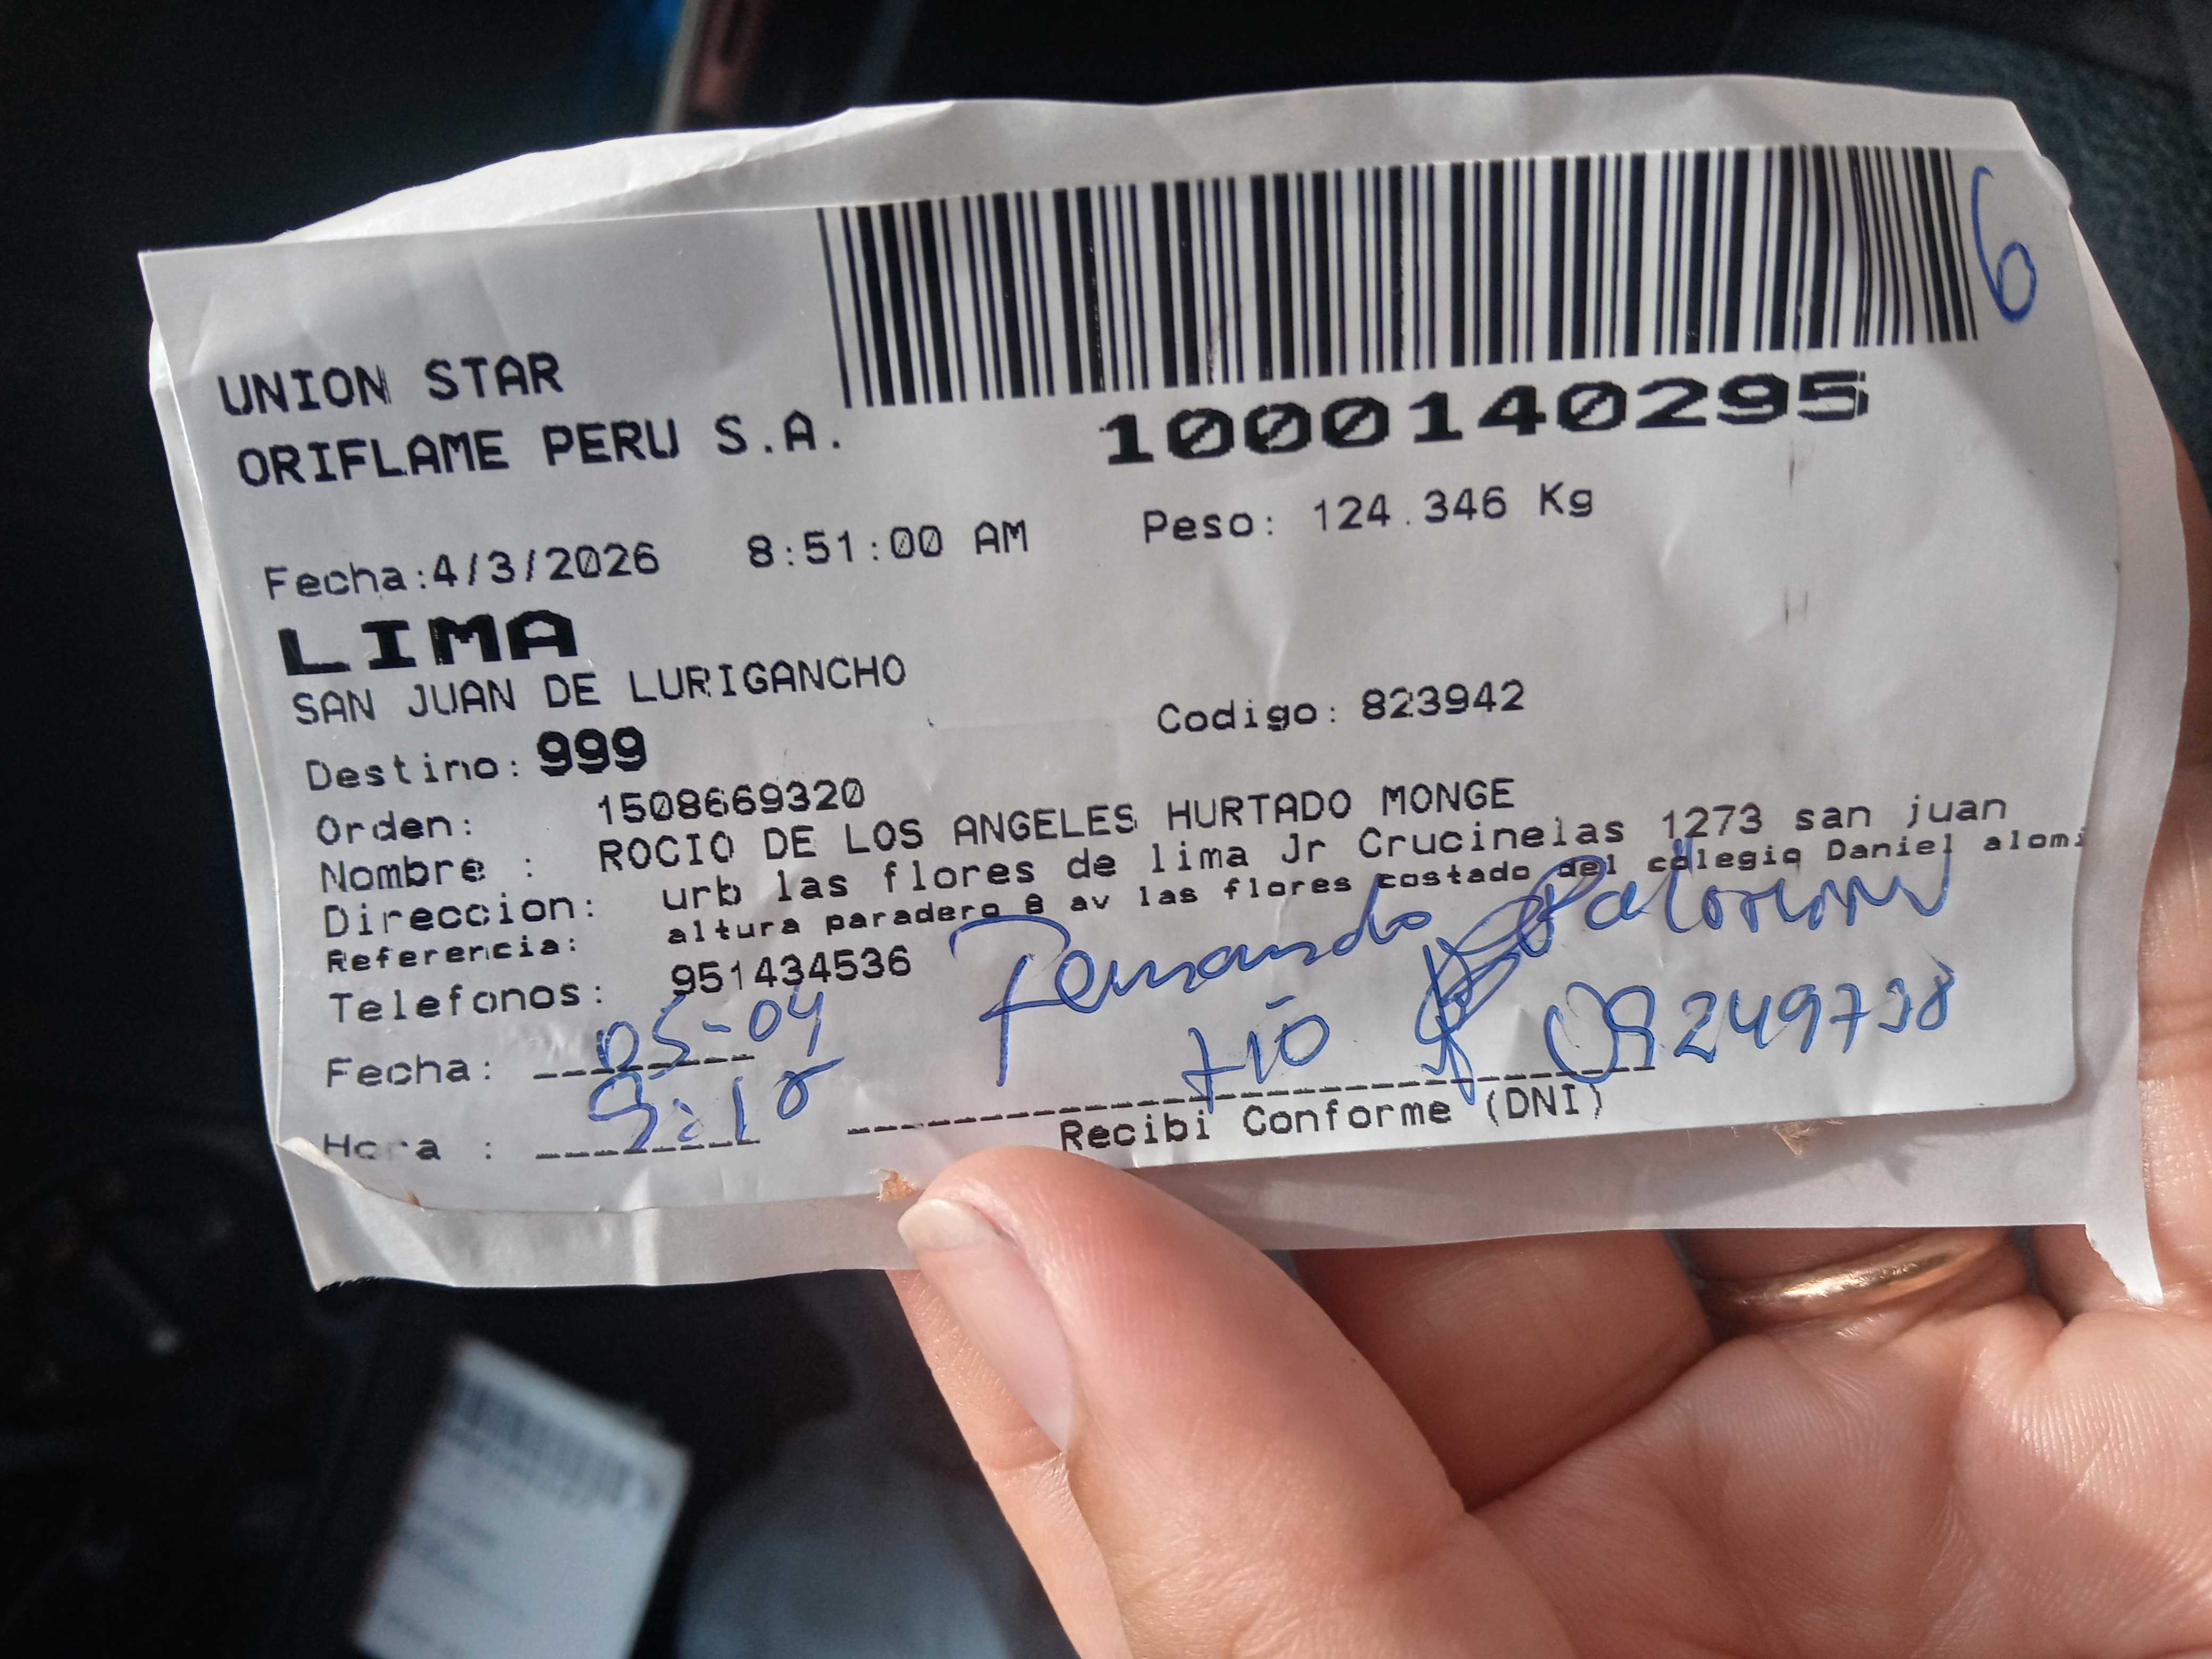 6
UNION STAR
ORIFLAME PERU S.A.
1000140295
Fecha:4/3/2026 8:51:00 AM Peso: 124.346 Kg
LIMA
SAN JUAN DE LURIGANCHO
Destino: 999 Codigo: 823942
Orden: 1508669320
Nombre : ROCIO DE LOS ANGELES HURTADO MONGE
Direccion: urb las flores de lima Jr Crucinelas 1273 san juan
Referencia: altura paradero 8 av las flores costado del colegio Daniel alomi
Telefonos: 951434536
Fernando Palomino
Fecha: 05-04
tío 09249738
Hora :
Recibi Conforme (DNI)